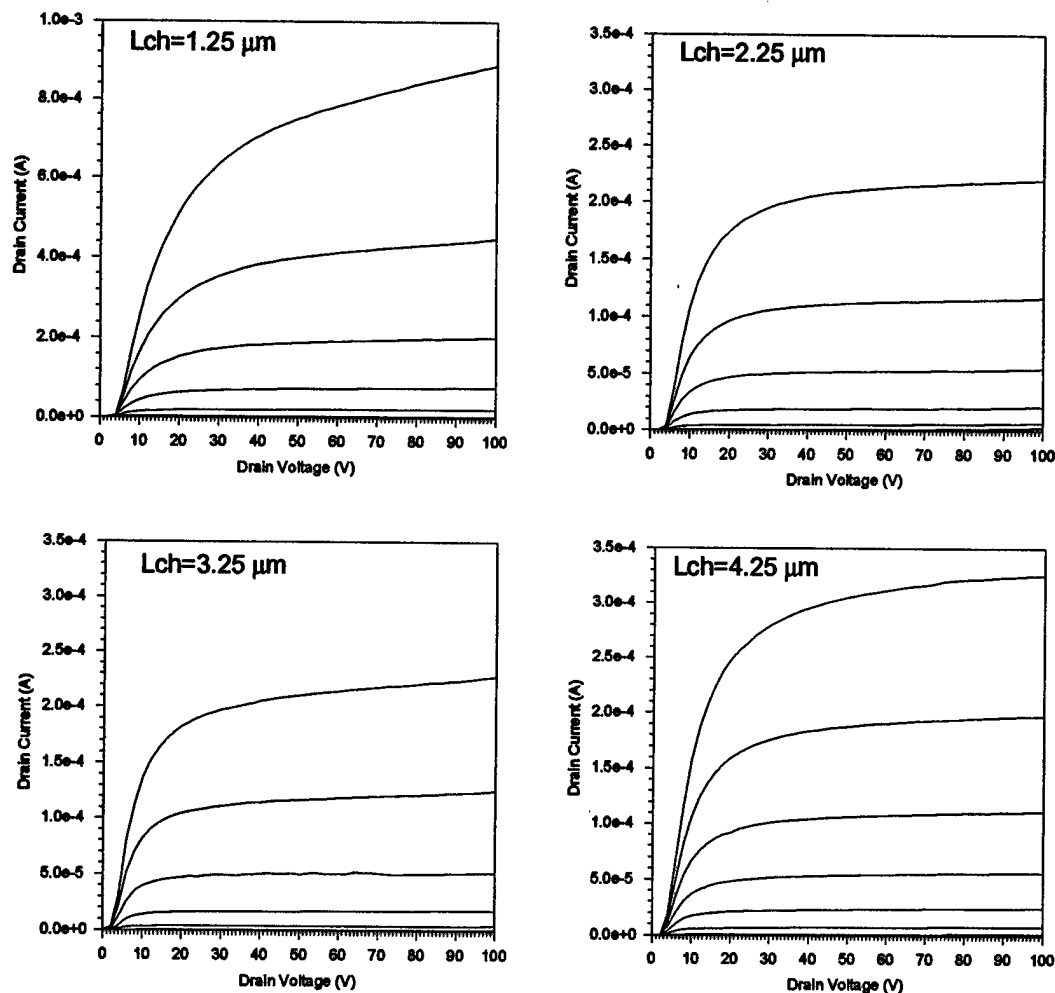 Lch=1.25 µm
1.0e-3
8.0e-4
6.0e-4
4.0e-4
2.0e-4
0.0e+0
Drain Current (A)
0 10 20 30 40 50 60 70 80 90 100
Drain Voltage (V)
Lch=2.25 µm
3.5e-4
3.0e-4
2.5e-4
2.0e-4
1.5e-4
1.0e-4
5.0e-5
0.0e+0
Drain Current (A)
0 10 20 30 40 50 60 70 80 90 100
Drain Voltage (V)
Lch=3.25 µm
3.5e-4
3.0e-4
2.5e-4
2.0e-4
1.5e-4
1.0e-4
5.0e-5
0.0e+0
Drain Current (A)
0 10 20 30 40 50 60 70 80 90 100
Drain Voltage (V)
Lch=4.25 µm
3.5e-4
3.0e-4
2.5e-4
2.0e-4
1.5e-4
1.0e-4
5.0e-5
0.0e+0
Drain Current (A)
0 10 20 30 40 50 60 70 80 90 100
Drain Voltage (V)